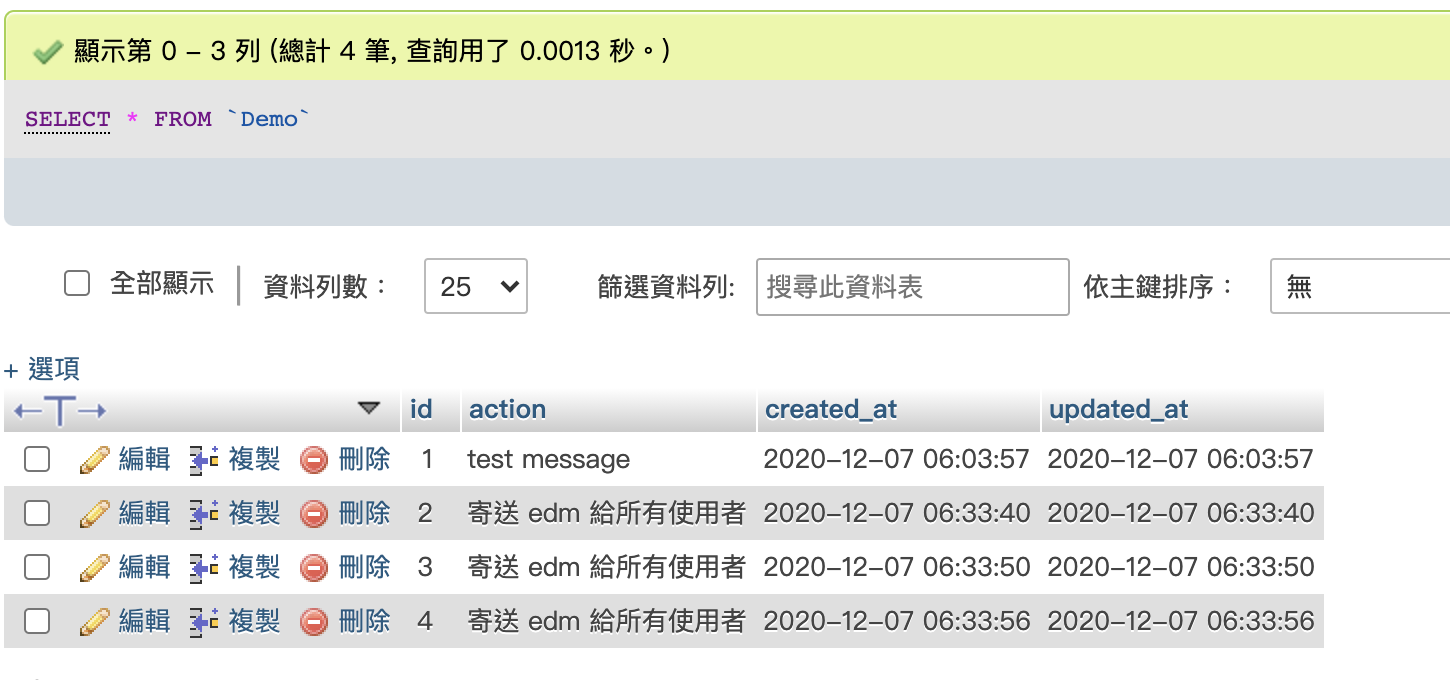 顯示第 0 - 3 列 (總計 4 筆, 查詢用了 0.0013 秒。)
SELECT * FROM `Demo`
全部顯示 資料列數： 25 篩選資料列: 搜尋此資料表 依主鍵排序： 無
+ 選項
←T→ id action created_at updated_at
編輯 複製 刪除 1 test message 2020-12-07 06:03:57 2020-12-07 06:03:57
編輯 複製 刪除 2 寄送 edm 給所有使用者 2020-12-07 06:33:40 2020-12-07 06:33:40
編輯 複製 刪除 3 寄送 edm 給所有使用者 2020-12-07 06:33:50 2020-12-07 06:33:50
編輯 複製 刪除 4 寄送 edm 給所有使用者 2020-12-07 06:33:56 2020-12-07 06:33:56